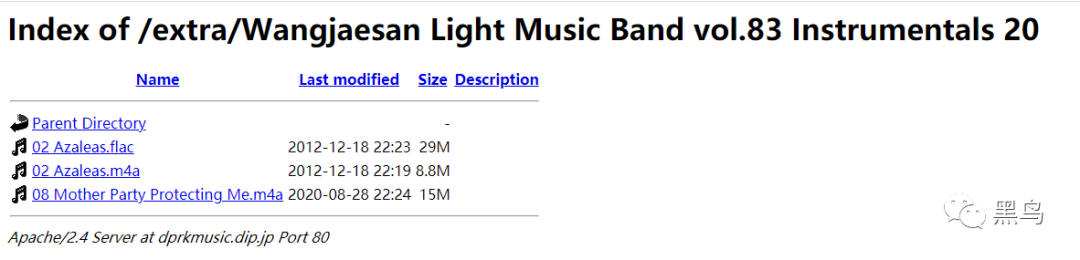 Index of /extra/Wangjaesan Light Music Band vol.83 Instrumentals 20
Name Last modified Size Description
Parent Directory -
02 Azaleas.flac 2012-12-18 22:23 29M
02 Azaleas.m4a 2012-12-18 22:19 8.8M
08 Mother Party Protecting Me.m4a 2020-08-28 22:24 15M
黑鸟
Apache/2.4 Server at dprkmusic.dip.jp Port 80